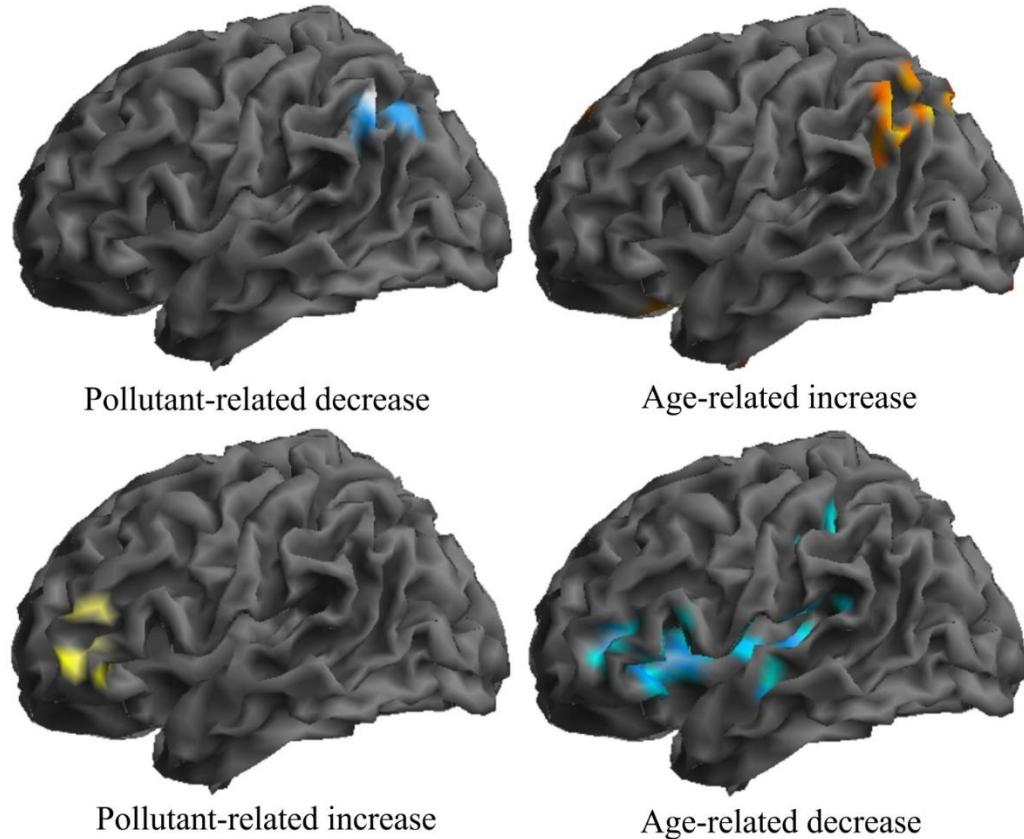 Pollutant-related decrease
Age-related increase
Pollutant-related increase
Age-related decrease